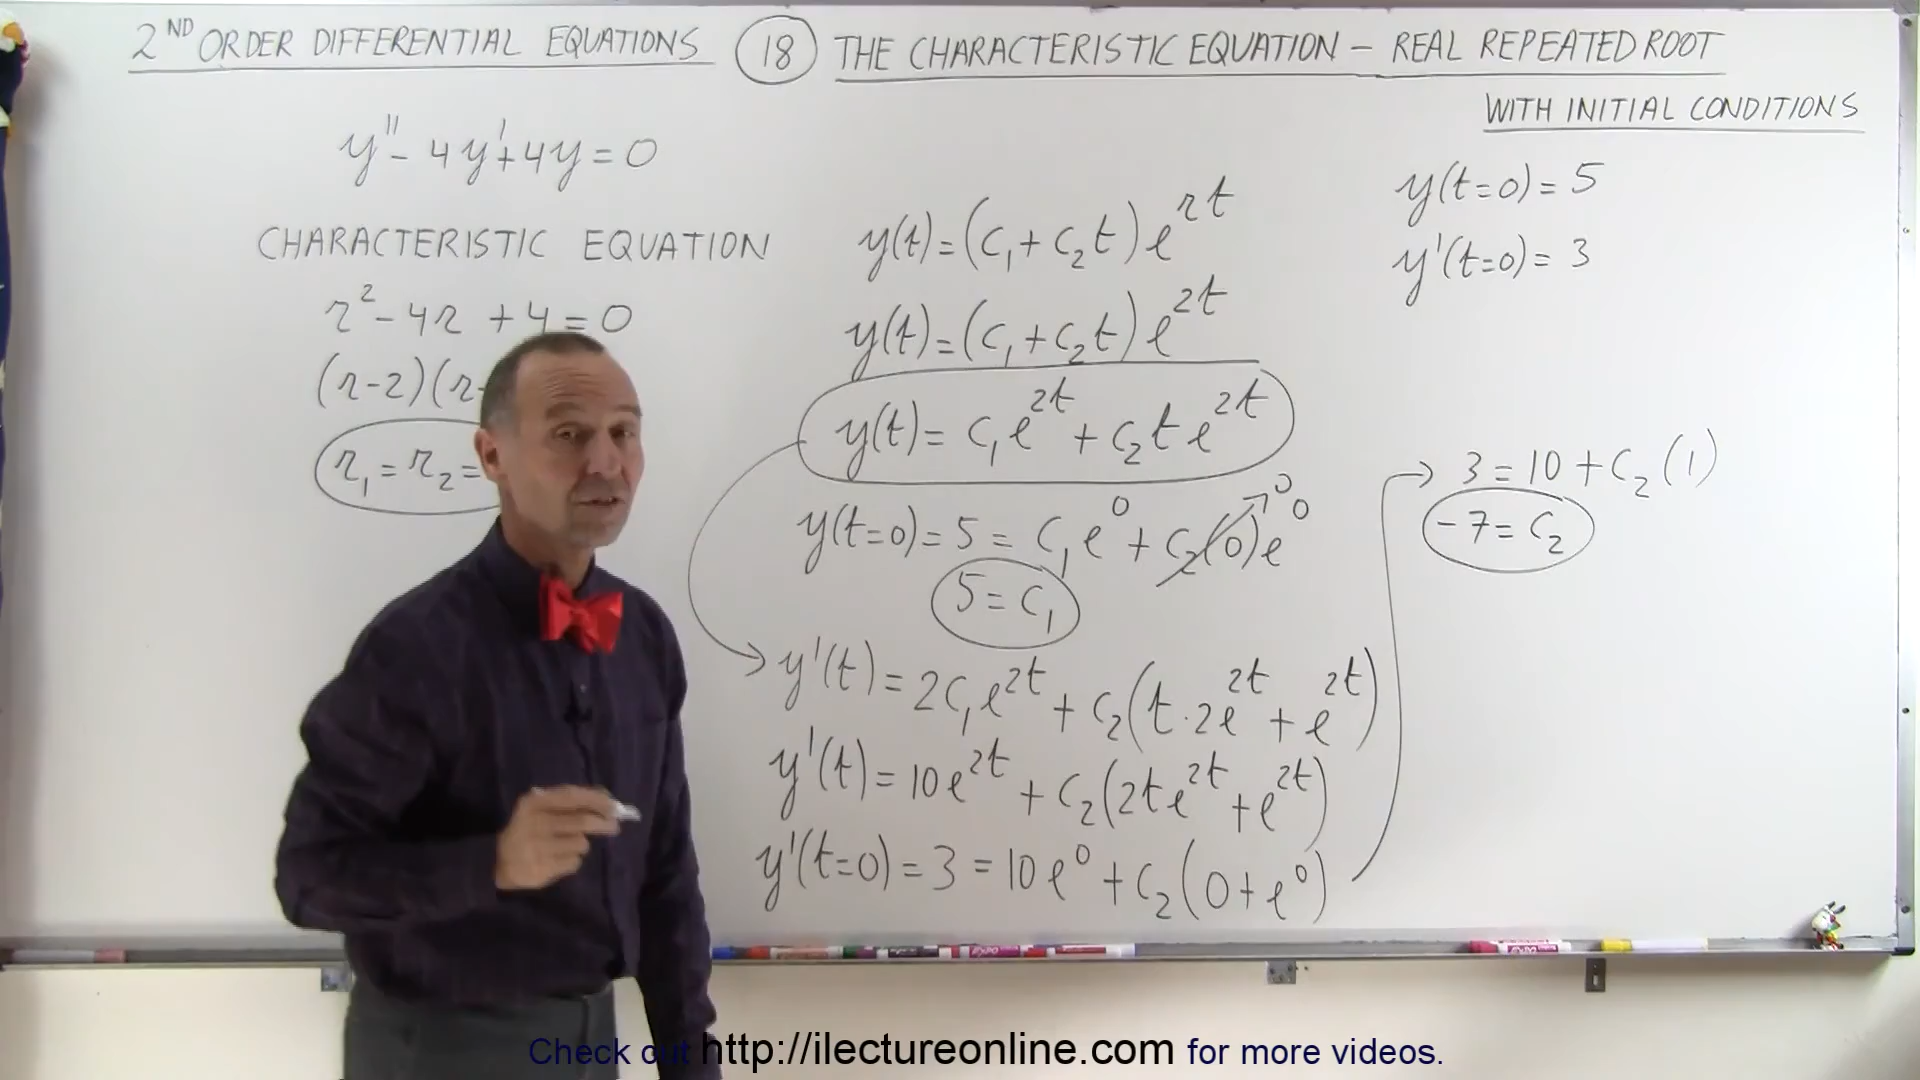 2ND ORDER DIFFERENTIAL EQUATIONS (18) THE CHARACTERISTIC EQUATION – REAL REPEATED ROOT
WITH INITIAL CONDITIONS
y'' - 4y' + 4y = 0
CHARACTERISTIC EQUATION
r² - 4r + 4 = 0
(r-2)(r-
r₁ = r₂ =
y(t) = (C₁ + C₂t)e^rt
y(t) = (C₁ + C₂t)e^2t
y(t) = C₁e^2t + C₂te^2t
y(t=0) = 5 = C₁e^0 + C₂(0)e^0 0
5 = C₁
y'(t) = 2C₁e^2t + C₂(t·2e^2t + e^2t)
y'(t) = 10e^2t + C₂(2te^2t + e^2t)
y'(t=0) = 3 = 10e^0 + C₂(0 + e^0)
y(t=0) = 5
y'(t=0) = 3
3 = 10 + C₂(1)
-7 = C₂
Check out http://ilectureonline.com for more videos.